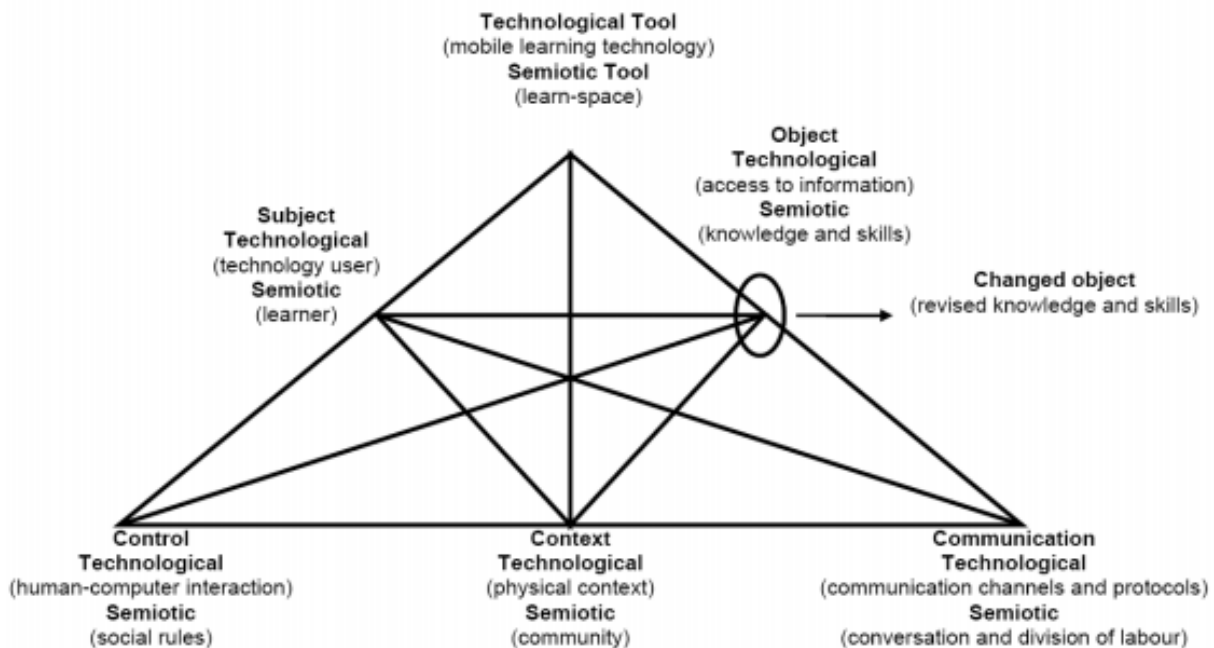 Technological Tool
(mobile learning technology)
Semiotic Tool
(learn-space)
Object
Technological
(access to information)
Semiotic
(knowledge and skills)
Subject
Technological
(technology user)
Semiotic
(learner)
Changed object
(revised knowledge and skills)
Control
Technological
(human-computer interaction)
Semiotic
(social rules)
Context
Technological
(physical context)
Semiotic
(community)
Communication
Technological
(communication channels and protocols)
Semiotic
(conversation and division of labour)